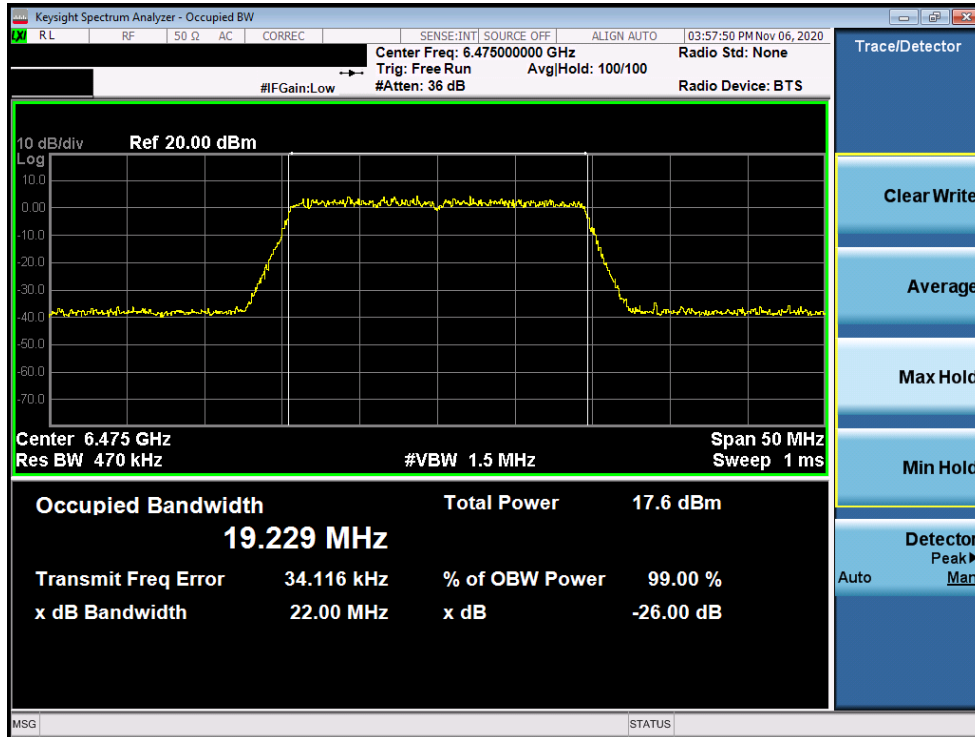 Keysight Spectrum Analyzer - Occupied BW
LXI RL RF 50 Ω AC CORREC SENSE:INT SOURCE OFF ALIGN AUTO 03:57:50 PM Nov 06, 2020
Center Freq: 6.475000000 GHz Radio Std: None
Trig: Free Run Avg|Hold: 100/100
#IFGain:Low #Atten: 36 dB Radio Device: BTS
Trace/Detector
10 dB/div Ref 20.00 dBm
Log
10.0
0.00
-10.0
-20.0
-30.0
-40.0
-50.0
-60.0
-70.0
Center 6.475 GHz Span 50 MHz
Res BW 470 kHz #VBW 1.5 MHz Sweep 1 ms
Occupied Bandwidth Total Power 17.6 dBm
19.229 MHz
Transmit Freq Error 34.116 kHz % of OBW Power 99.00 %
x dB Bandwidth 22.00 MHz x dB -26.00 dB
Clear Write
Average
Max Hold
Min Hold
Detector
Peak▶
Auto Man
MSG STATUS